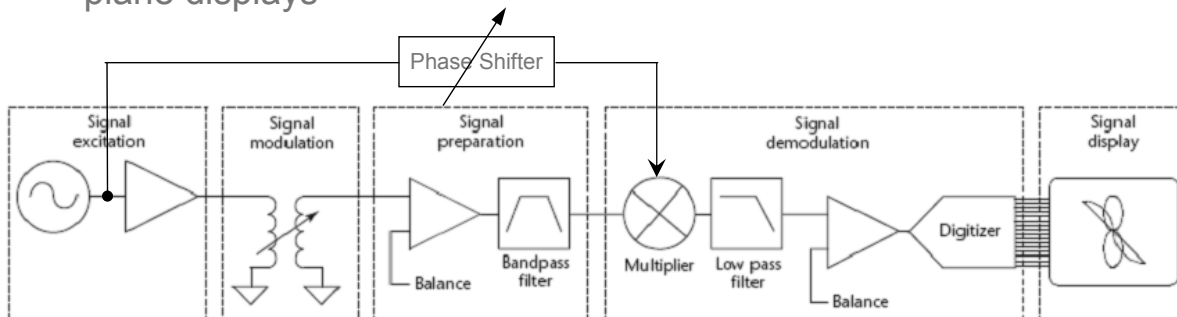 plane displays
Phase Shifter
Signal
excitation
Signal
modulation
Signal
preparation
Signal
demodulation
Signal
display
Balance
Bandpass
filter
Multiplier
Low pass
filter
Balance
Digitizer